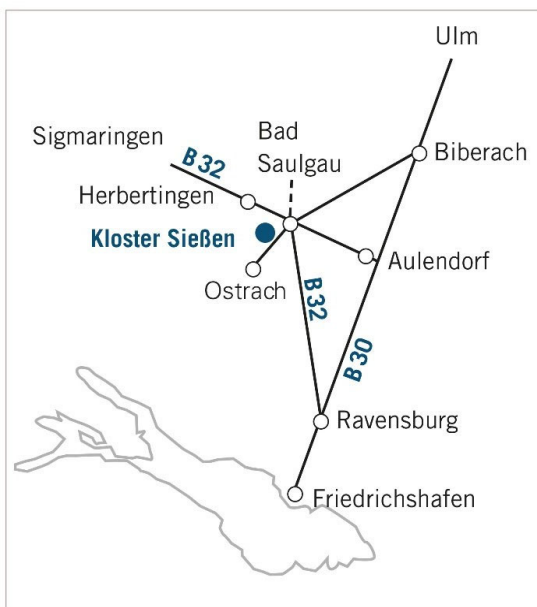 Ulm
Sigmaringen
B 32
Bad
Saulgau
Biberach
Herbertingen
Kloster Sießen
Aulendorf
Ostrach
B 32
B 30
Ravensburg
Friedrichshafen